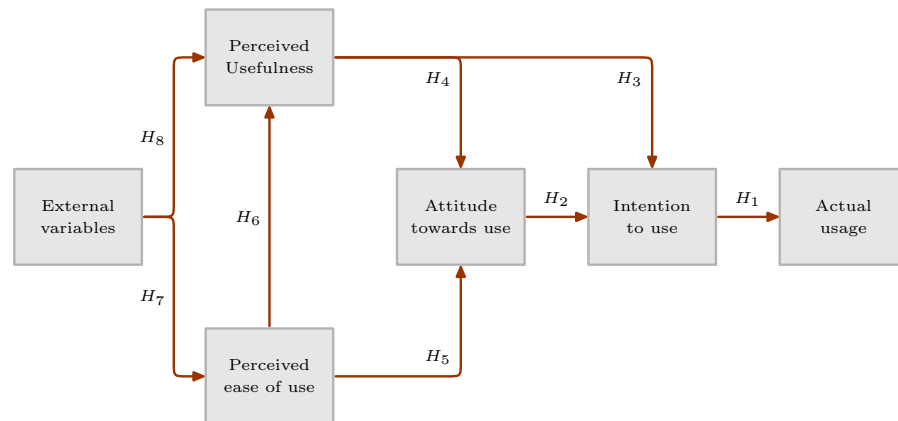 Perceived
Usefulness
H4
H3
H8
External
variables
H6
Attitude
towards use
H2
Intention
to use
H1
Actual
usage
H7
H5
Perceived
ease of use